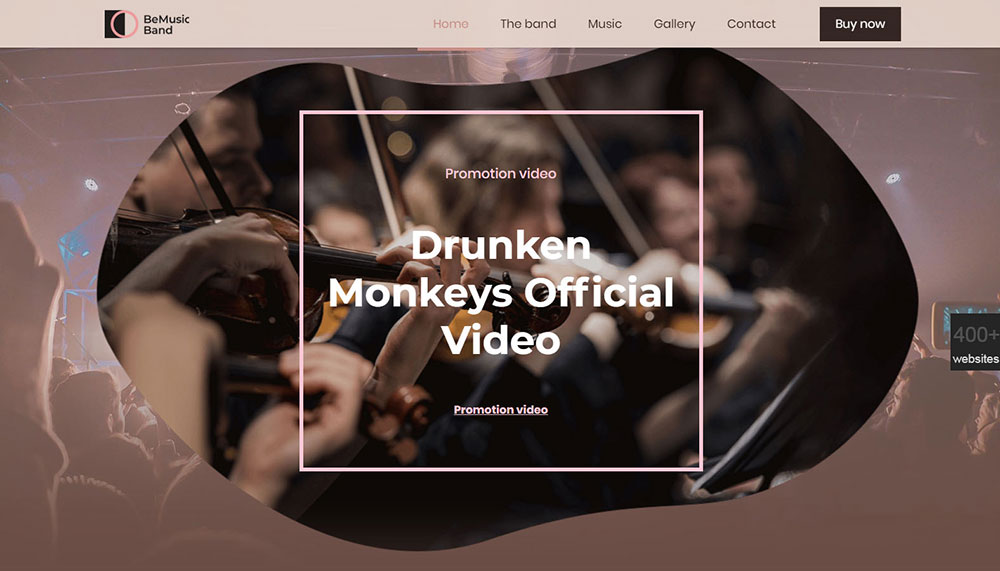 BeMusic
Band
Home The band Music Gallery Contact Buy now
Promotion video
Drunken
Monkeys Official
Video
Promotion video
400+
websites